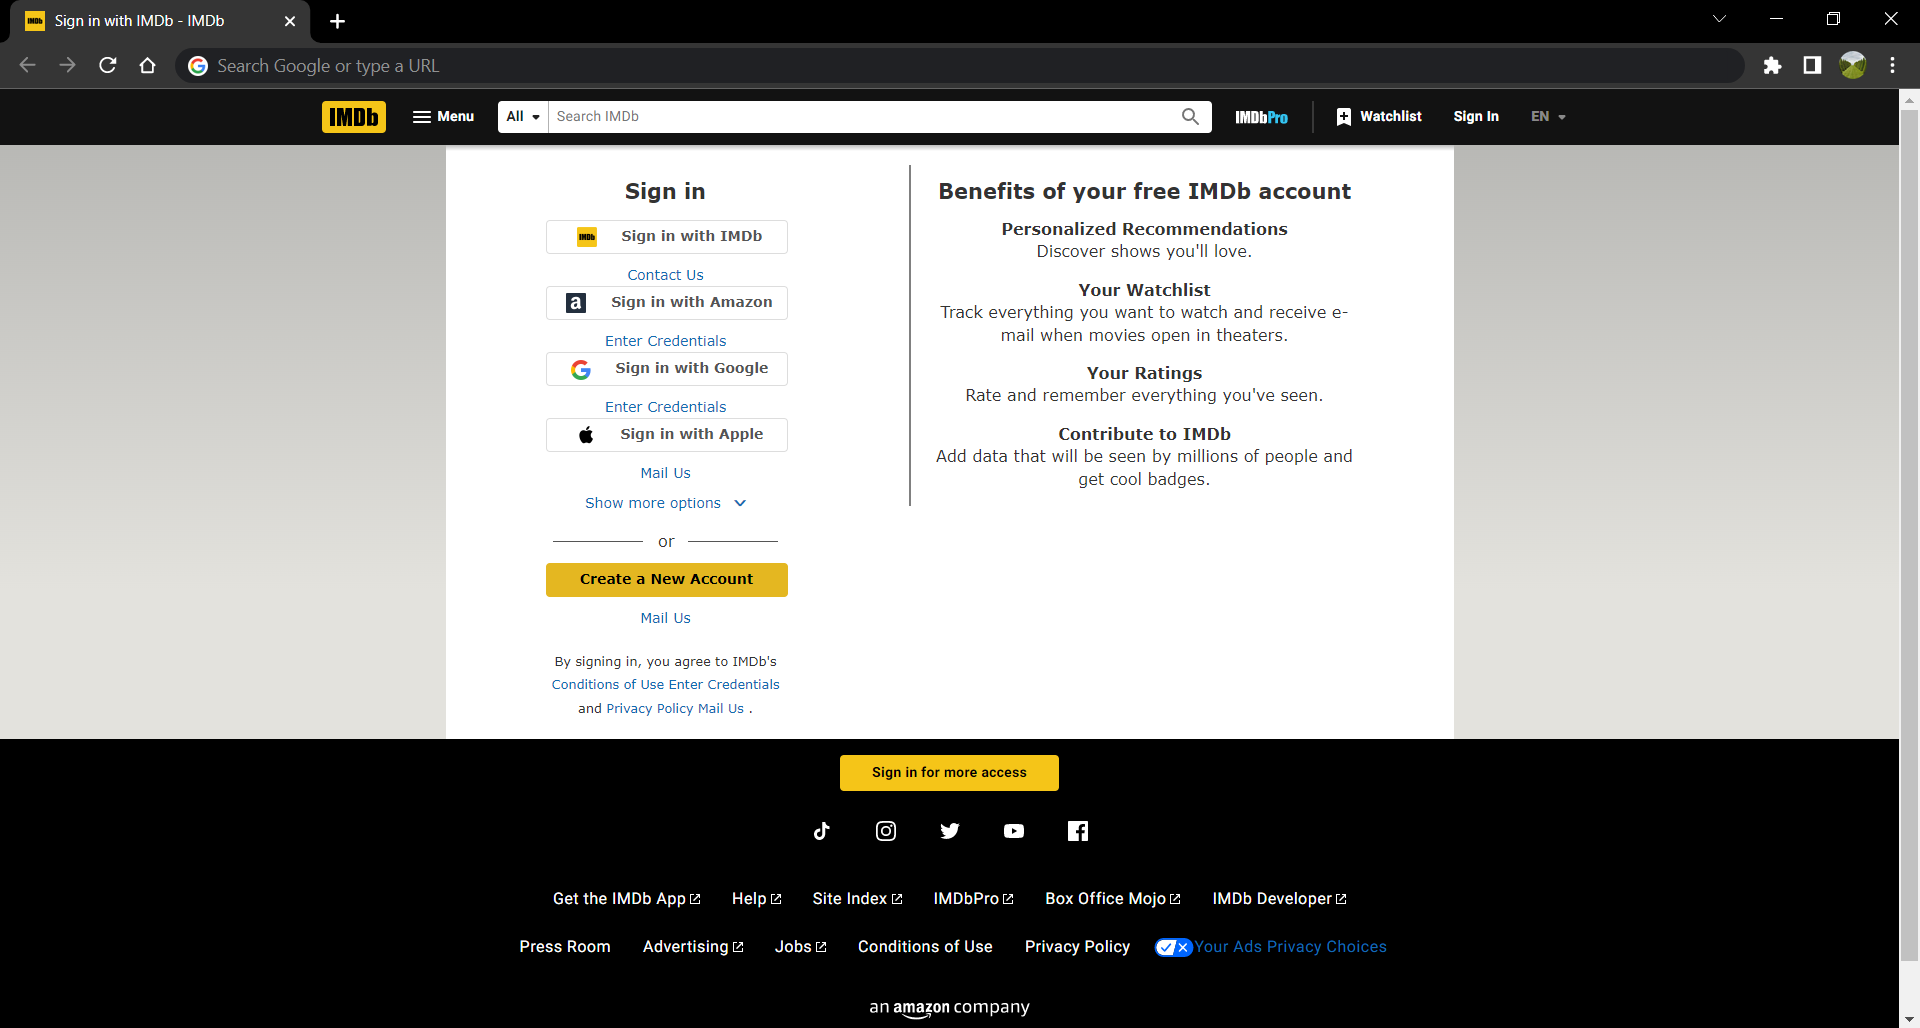 Sign in with IMDb - IMDb
Search Google or type a URL
IMDb Menu All Search IMDb IMDbPro Watchlist Sign In EN
Sign in
IMDb Sign in with IMDb
Contact Us
a Sign in with Amazon
Enter Credentials
Sign in with Google
Enter Credentials
Sign in with Apple
Mail Us
Show more options
or
Create a New Account
Mail Us
By signing in, you agree to IMDb's
Conditions of Use Enter Credentials
and Privacy Policy Mail Us .
Benefits of your free IMDb account
Personalized Recommendations
Discover shows you'll love.
Your Watchlist
Track everything you want to watch and receive e-
mail when movies open in theaters.
Your Ratings
Rate and remember everything you've seen.
Contribute to IMDb
Add data that will be seen by millions of people and
get cool badges.
Sign in for more access
Get the IMDb App Help Site Index IMDbPro Box Office Mojo IMDb Developer
Press Room Advertising Jobs Conditions of Use Privacy Policy Your Ads Privacy Choices
an amazon company